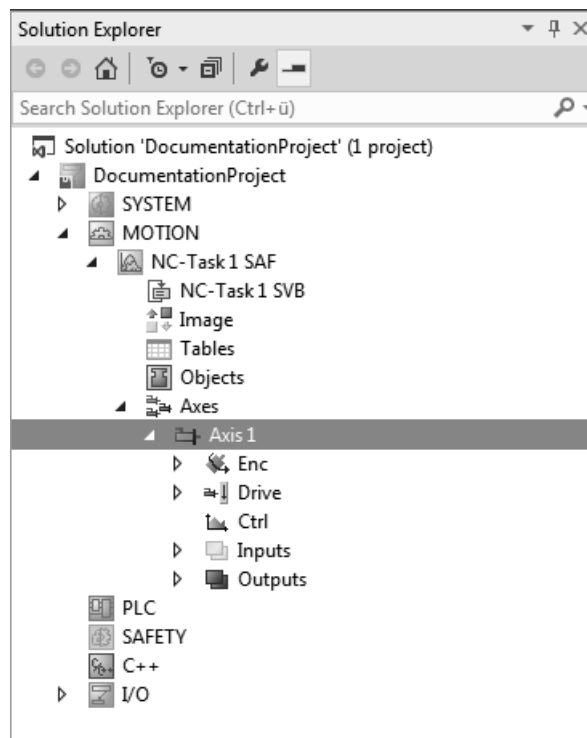 Solution Explorer
Search Solution Explorer (Ctrl+ü)
Solution 'DocumentationProject' (1 project)
DocumentationProject
SYSTEM
MOTION
NC-Task 1 SAF
NC-Task 1 SVB
Image
Tables
Objects
Axes
Axis 1
Enc
Drive
Ctrl
Inputs
Outputs
PLC
SAFETY
C++
I/O